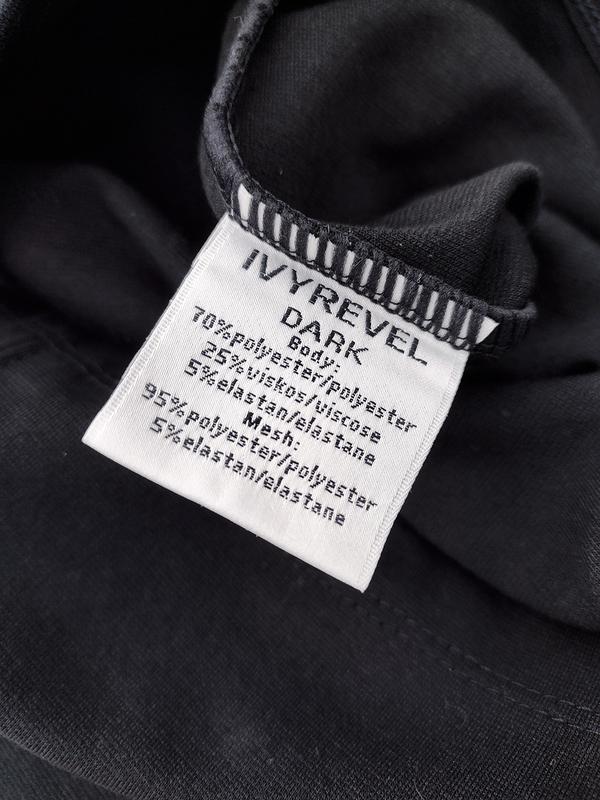 IVYREVEL
DARK
Body:
70%polyester/polyester
25%viskos/viscose
5%elastan/elastane
Mesh:
95%polyester/polyester
5%elastan/elastane